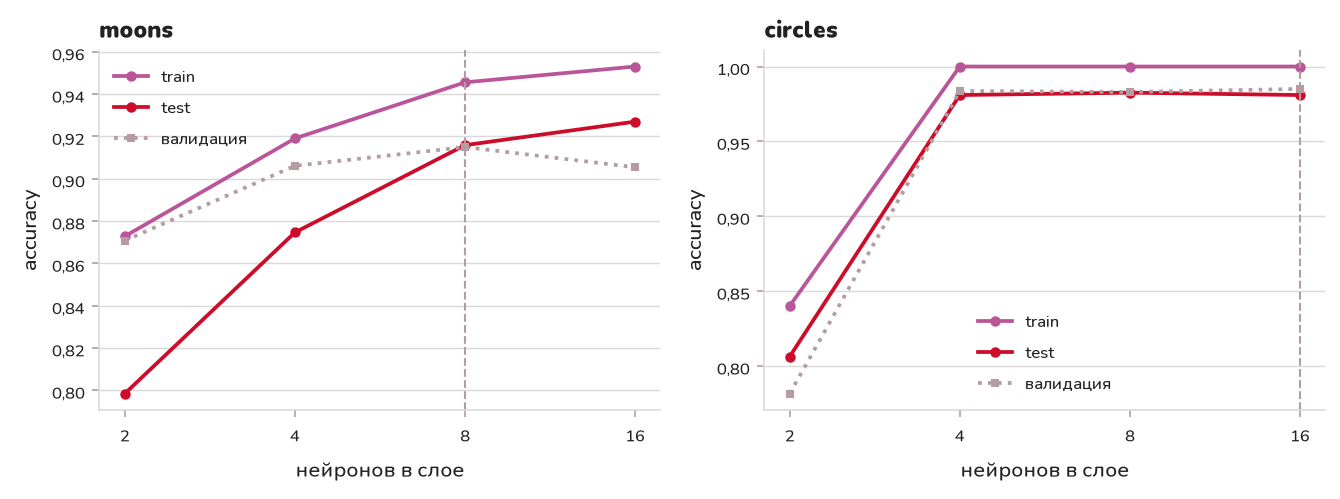 moons
accuracy
0,96
0,94
0,92
0,90
0,88
0,86
0,84
0,82
0,80
train
test
валидация
2 4 8 16
нейронов в слое
circles
accuracy
1,00
0,95
0,90
0,85
0,80
train
test
валидация
2 4 8 16
нейронов в слое